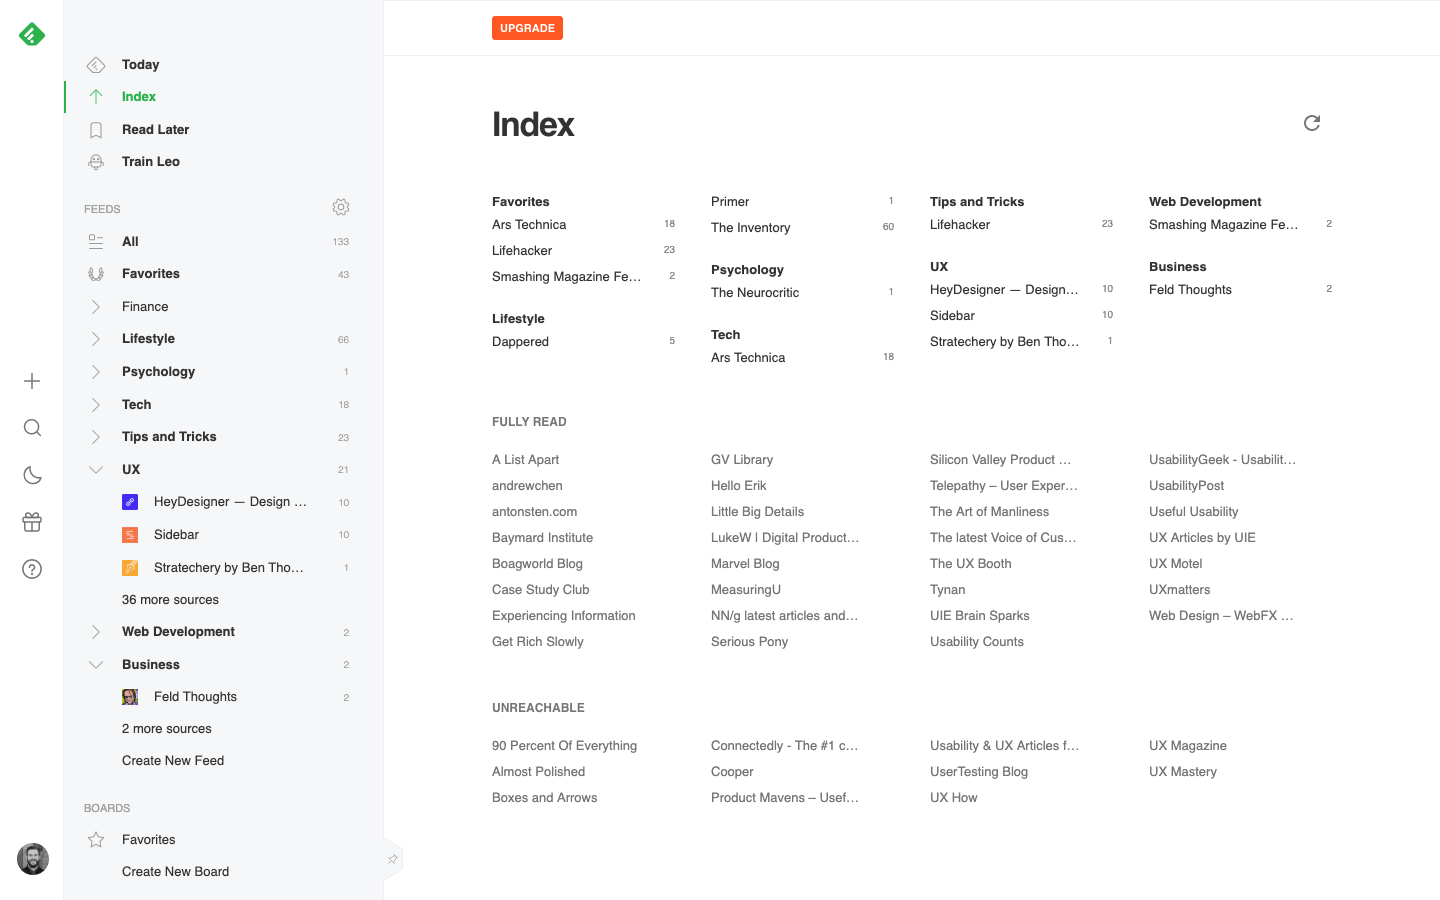 UPGRADE
Today
Index
Read Later
Train Leo
FEEDS
All 133
Favorites 43
Finance
Lifestyle 66
Psychology 1
Tech 18
Tips and Tricks 23
UX 21
HeyDesigner — Design ... 10
Sidebar 10
Stratechery by Ben Tho... 1
36 more sources
Web Development 2
Business 2
Feld Thoughts 2
2 more sources
Create New Feed
BOARDS
Favorites
Create New Board
Index
Favorites
Ars Technica 18
Lifehacker 23
Smashing Magazine Fe... 2
Lifestyle
Dappered 5
Primer 1
The Inventory 60
Psychology
The Neurocritic 1
Tech
Ars Technica 18
Tips and Tricks
Lifehacker 23
UX
HeyDesigner — Design... 10
Sidebar 10
Stratechery by Ben Tho... 1
Web Development
Smashing Magazine Fe... 2
Business
Feld Thoughts 2
FULLY READ
A List Apart
andrewchen
antonsten.com
Baymard Institute
Boagworld Blog
Case Study Club
Experiencing Information
Get Rich Slowly
GV Library
Hello Erik
Little Big Details
LukeW | Digital Product...
Marvel Blog
MeasuringU
NN/g latest articles and...
Serious Pony
Silicon Valley Product ...
Telepathy – User Exper...
The Art of Manliness
The latest Voice of Cus...
The UX Booth
Tynan
UIE Brain Sparks
Usability Counts
UsabilityGeek - Usabilit...
UsabilityPost
Useful Usability
UX Articles by UIE
UX Motel
UXmatters
Web Design – WebFX ...
UNREACHABLE
90 Percent Of Everything
Almost Polished
Boxes and Arrows
Connectedly - The #1 c...
Cooper
Product Mavens – Usef...
Usability & UX Articles f...
UserTesting Blog
UX How
UX Magazine
UX Mastery